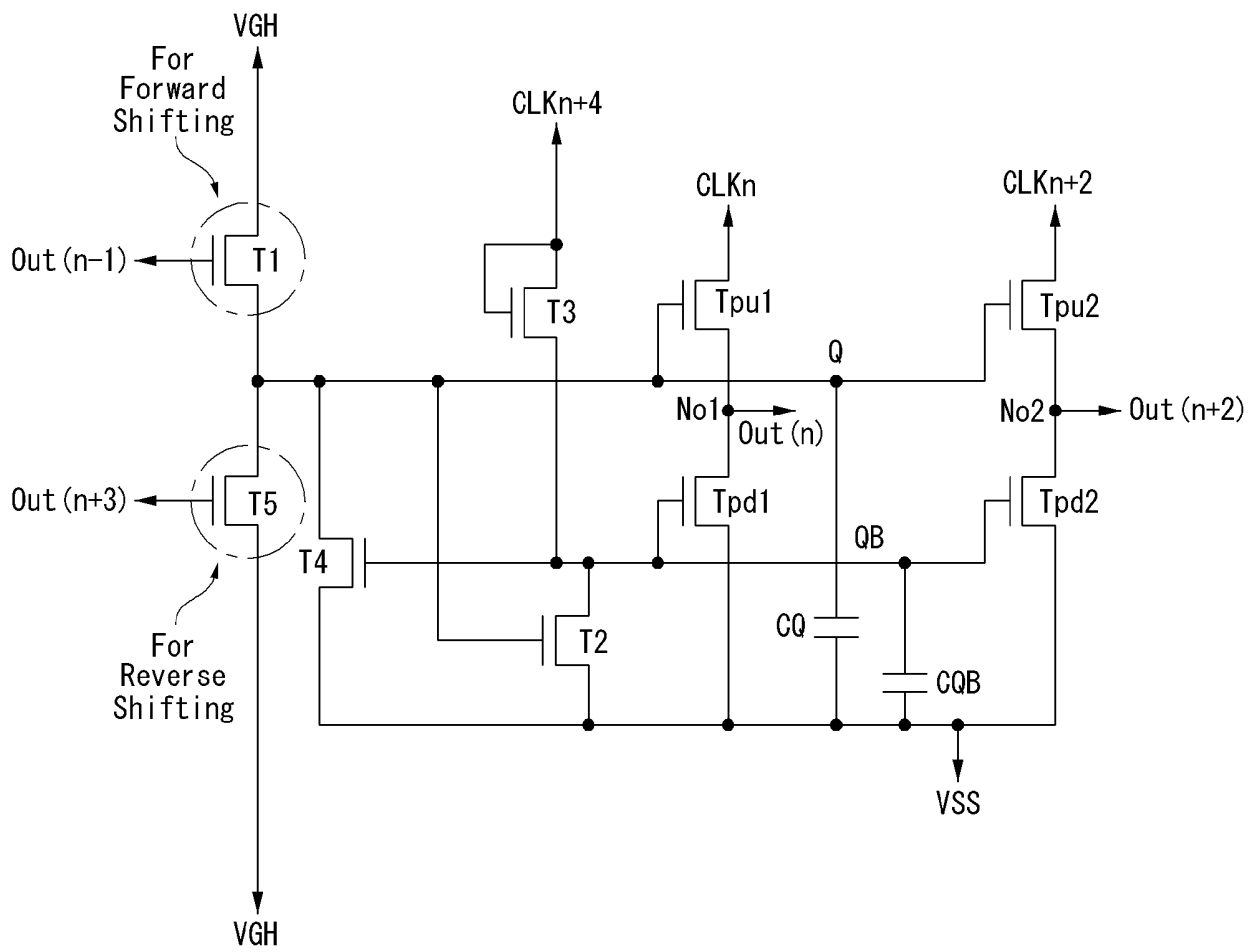 VGH
For
Forward
Shifting
CLKn+4
CLKn
CLKn+2
Out(n-1)
T1
T3
Tpu1
Tpu2
Q
No1
Out(n)
No2
Out(n+2)
Out(n+3)
T5
T4
Tpd1
Tpd2
QB
T2
CQ
CQB
For
Reverse
Shifting
VSS
VGH